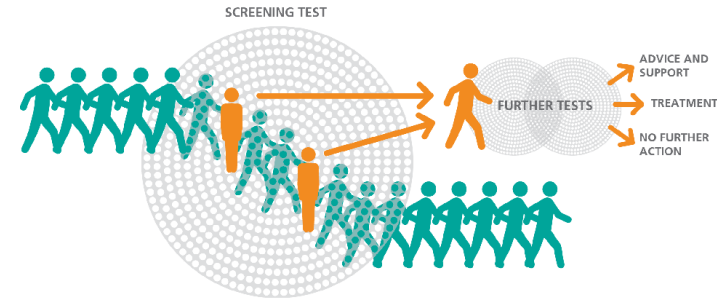 SCREENING TEST
FURTHER TESTS
ADVICE AND
SUPPORT
TREATMENT
NO FURTHER
ACTION